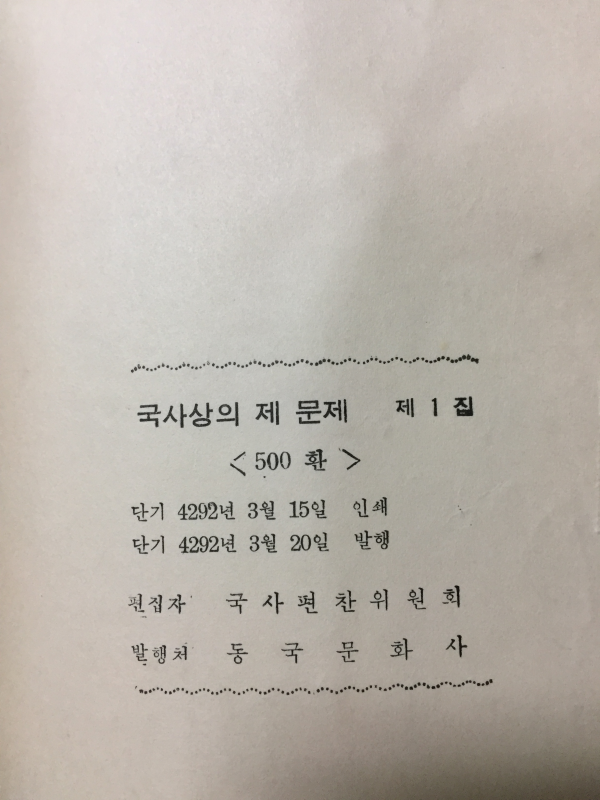 국사상의 제 문제 제 1 집
< 500 환 >
단기 4292년 3월 15일 인쇄
단기 4292년 3월 20일 발행
편집자 국사편찬위원회
발행처 동국문화사